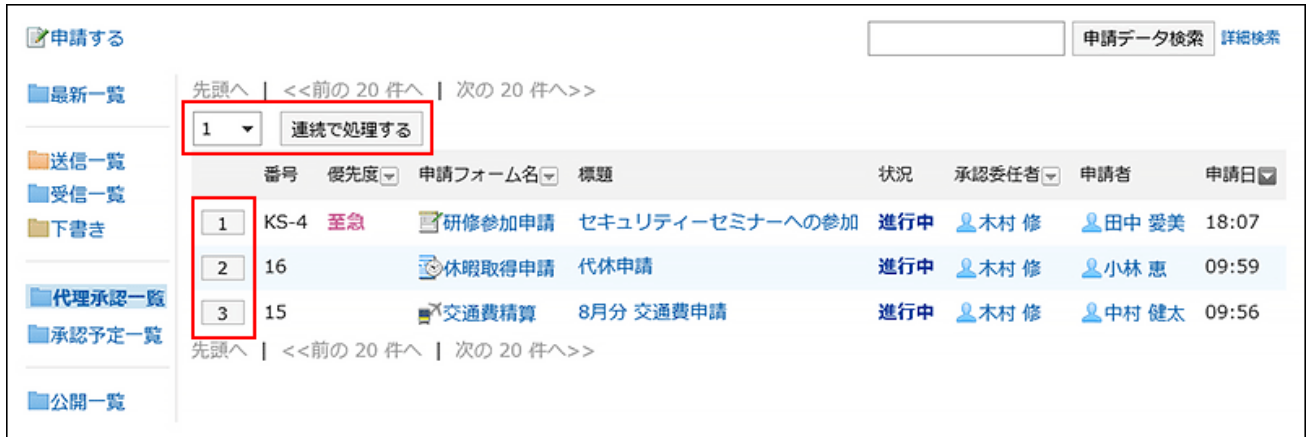 申請する
申請データ検索 詳細検索
最新一覧
送信一覧
受信一覧
下書き
代理承認一覧
承認予定一覧
公開一覧
先頭へ | <<前の 20 件へ | 次の 20 件へ>>
1 連続で処理する
番号 優先度 申請フォーム名 標題 状況 承認委任者 申請者 申請日
1 KS-4 至急 研修参加申請 セキュリティーセミナーへの参加 進行中 木村 修 田中 愛美 18:07
2 16 休暇取得申請 代休申請 進行中 木村 修 小林 恵 09:59
3 15 交通費精算 8月分 交通費申請 進行中 木村 修 中村 健太 09:56
先頭へ | <<前の 20 件へ | 次の 20 件へ>>